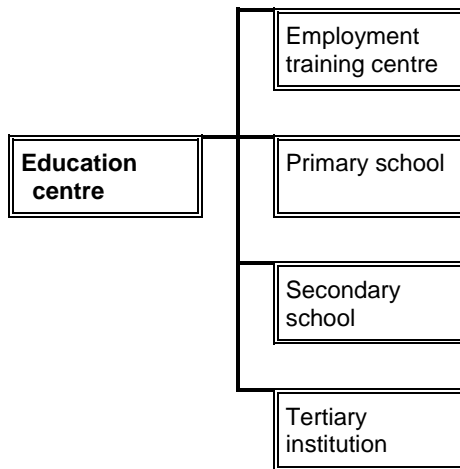 Employment
training centre
Education
centre
Primary school
Secondary
school
Tertiary
institution